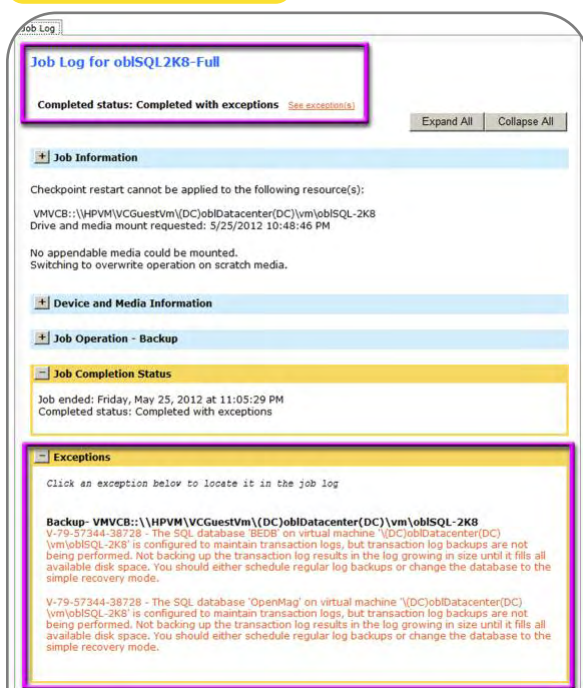 Job Log
Job Log for oblSQL2K8-Full
Completed status: Completed with exceptions See exception(s)
Expand All Collapse All
+ Job Information
Checkpoint restart cannot be applied to the following resource(s):
VMVCB::\\HPVM\VCGuestVm\(DC)oblDatacenter(DC)\vm\oblSQL-2K8
Drive and media mount requested: 5/25/2012 10:48:46 PM
No appendable media could be mounted.
Switching to overwrite operation on scratch media.
+ Device and Media Information
+ Job Operation - Backup
− Job Completion Status
Job ended: Friday, May 25, 2012 at 11:05:29 PM
Completed status: Completed with exceptions
− Exceptions
Click an exception below to locate it in the job log
Backup- VMVCB::\\HPVM\VCGuestVm\(DC)oblDatacenter(DC)\vm\oblSQL-2K8
V-79-57344-38728 - The SQL database 'BEDB' on virtual machine '\(DC)oblDatacenter(DC)
\vm\oblSQL-2K8' is configured to maintain transaction logs, but transaction log backups are not
being performed. Not backing up the transaction log results in the log growing in size until it fills all
available disk space. You should either schedule regular log backups or change the database to the
simple recovery mode.
V-79-57344-38728 - The SQL database 'OpenMag' on virtual machine '\(DC)oblDatacenter(DC)
\vm\oblSQL-2K8' is configured to maintain transaction logs, but transaction log backups are not
being performed. Not backing up the transaction log results in the log growing in size until it fills all
available disk space. You should either schedule regular log backups or change the database to the
simple recovery mode.